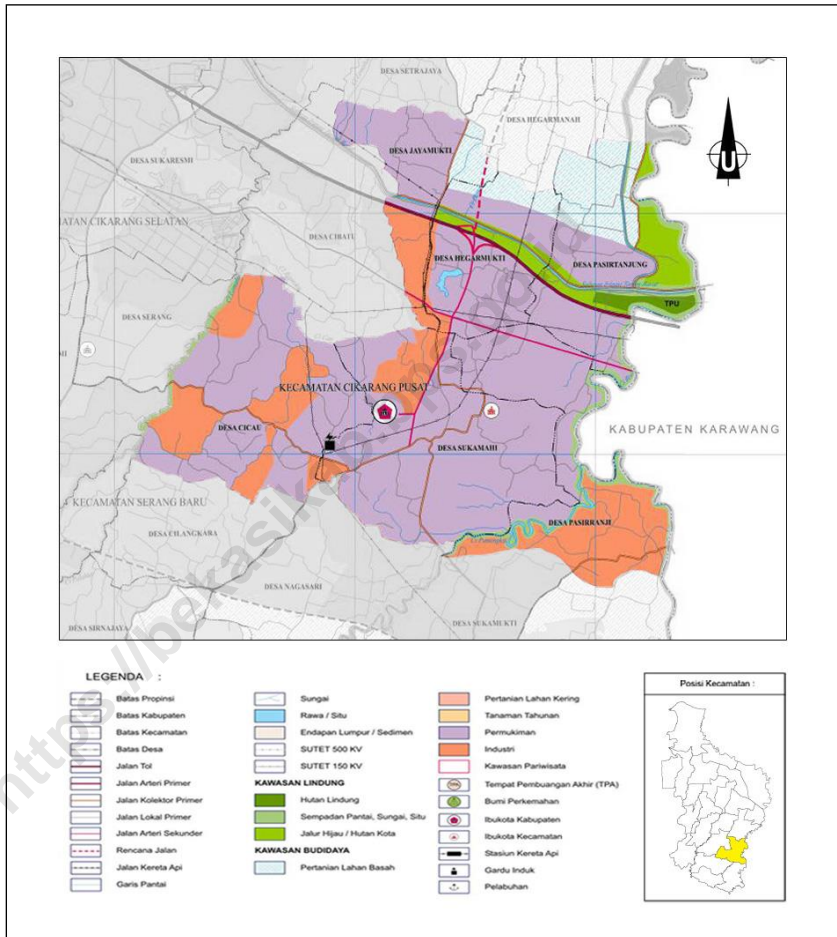 DESA SETRAJAYA
DESA HEGARMANAH
DESA JAYAMUKTI
DESA SUKARESMI
U
DESA CIBATU
DESA HEGARMUKTI
DESA PASIRTANJUNG
TPU
DESA SERANG
KECAMATAN CIKARANG PUSAT
DESA CICAU
DESA SUKAMAHI
KABUPATEN KARAWANG
KECAMATAN SERANG BARU
DESA PASIRRANJI
DESA NAGASARI
DESA SUKAMUKTI
DESA SIRNAJAYA
https://bekasikab.bps.go.id
LEGENDA :
Batas Propinsi
Batas Kabupaten
Batas Kecamatan
Batas Desa
Jalan Tol
Jalan Arteri Primer
Jalan Kolektor Primer
Jalan Lokal Primer
Jalan Arteri Sekunder
Rencana Jalan
Jalan Kereta Api
Garis Pantai
Sungai
Rawa / Situ
Endapan Lumpur / Sedimen
SUTET 500 KV
SUTET 150 KV
KAWASAN LINDUNG
Hutan Lindung
Sempadan Pantai, Sungai, Situ
Jalur Hijau / Hutan Kota
KAWASAN BUDIDAYA
Pertanian Lahan Basah
Pertanian Lahan Kering
Tanaman Tahunan
Permukiman
Industri
Kawasan Pariwisata
Tempat Pembuangan Akhir (TPA)
Bumi Perkemahan
Ibukota Kabupaten
Ibukota Kecamatan
Stasiun Kereta Api
Gardu Induk
Pelabuhan
Posisi Kecamatan :